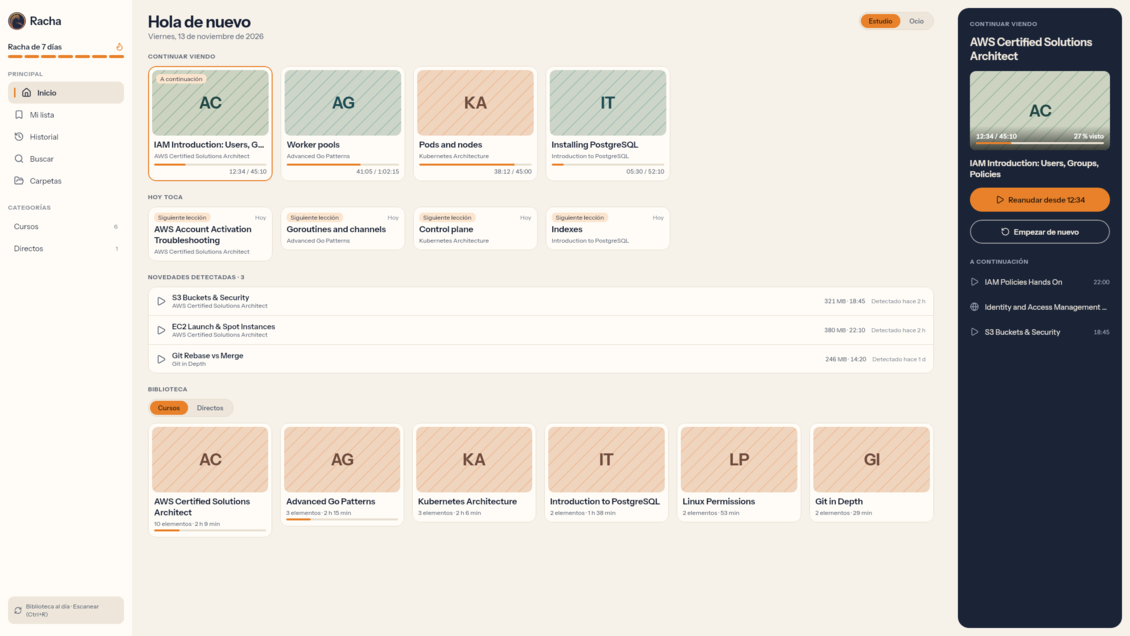 Racha
Racha de 7 días
PRINCIPAL
Inicio
Mi lista
Historial
Buscar
Carpetas
CATEGORÍAS
Cursos 6
Directos 1
Biblioteca al día · Escanear
(Ctrl+R)
Hola de nuevo
Viernes, 13 de noviembre de 2026
Estudio
Ocio
CONTINUAR VIENDO
A continuación
AC
IAM Introduction: Users, G...
AWS Certified Solutions Architect
12:34 / 45:10
AG
Worker pools
Advanced Go Patterns
41:05 / 1:02:15
KA
Pods and nodes
Kubernetes Architecture
38:12 / 45:00
IT
Installing PostgreSQL
Introduction to PostgreSQL
05:30 / 52:10
HOY TOCA
Siguiente lección Hoy
AWS Account Activation
Troubleshooting
AWS Certified Solutions Architect
Siguiente lección Hoy
Goroutines and channels
Advanced Go Patterns
Siguiente lección Hoy
Control plane
Kubernetes Architecture
Siguiente lección Hoy
Indexes
Introduction to PostgreSQL
NOVEDADES DETECTADAS · 3
S3 Buckets & Security
AWS Certified Solutions Architect
321 MB · 18:45 Detectado hace 2 h
EC2 Launch & Spot Instances
AWS Certified Solutions Architect
380 MB · 22:10 Detectado hace 2 h
Git Rebase vs Merge
Git in Depth
246 MB · 14:20 Detectado hace 1 d
BIBLIOTECA
Cursos
Directos
AC
AWS Certified Solutions
Architect
10 elementos · 2 h 9 min
AG
Advanced Go Patterns
3 elementos · 2 h 15 min
KA
Kubernetes Architecture
3 elementos · 2 h 6 min
IT
Introduction to PostgreSQL
2 elementos · 1 h 38 min
LP
Linux Permissions
2 elementos · 53 min
GI
Git in Depth
2 elementos · 29 min
CONTINUAR VIENDO
AWS Certified Solutions
Architect
AC
12:34 / 45:10 27 % visto
IAM Introduction: Users, Groups,
Policies
Reanudar desde 12:34
Empezar de nuevo
A CONTINUACIÓN
IAM Policies Hands On 22:00
Identity and Access Management ...
S3 Buckets & Security 18:45